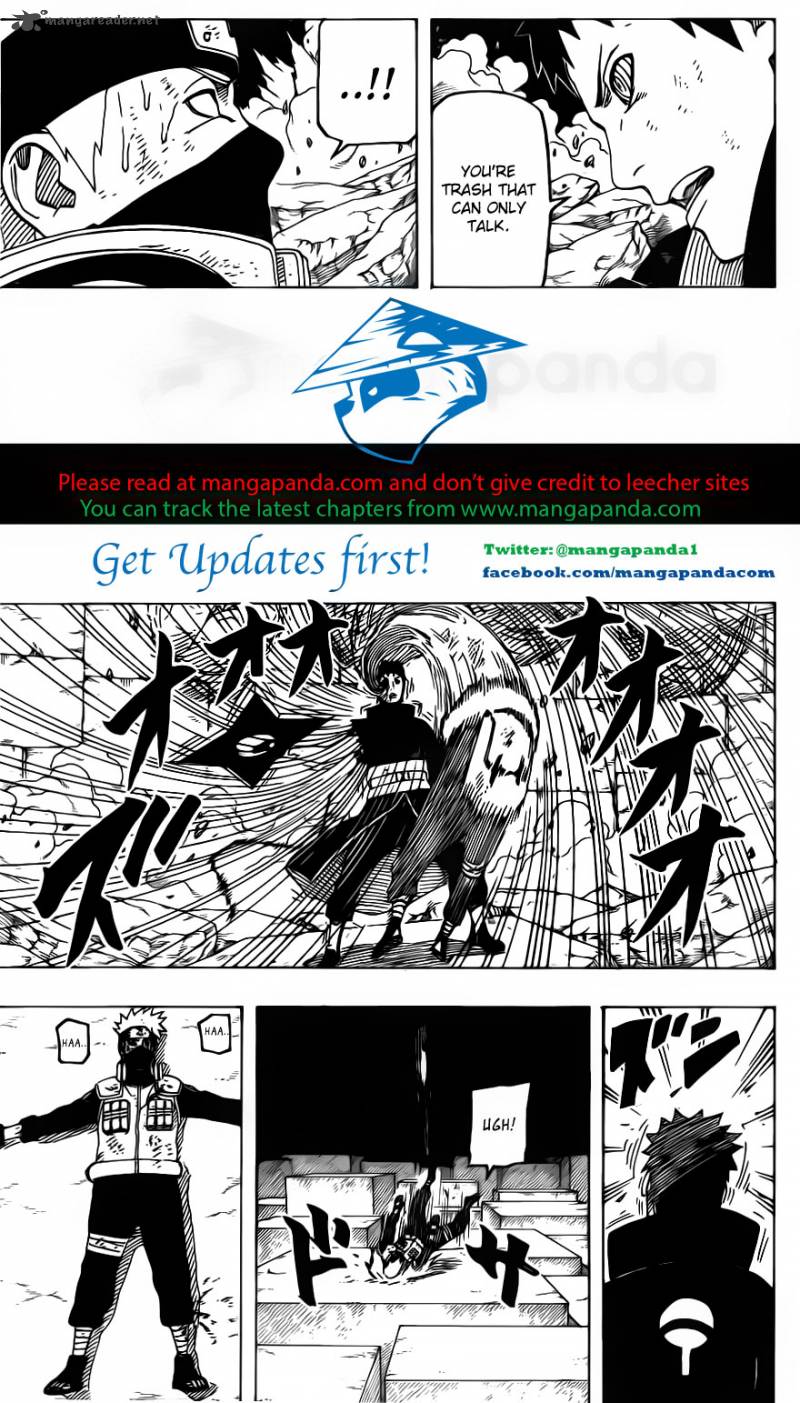 mangareader.net
YOU'RE
TRASH THAT
CAN ONLY
TALK.
..!!
mangapanda
Please read at mangapanda.com and don't give credit to leecher sites
You can track the latest chapters from www.mangapanda.com
Get Updates first!
Twitter: @mangapanda1
facebook.com/mangapandacom
ズオオオオオオオ
ズン
UGH!
ドサ
HAA..
HAA..